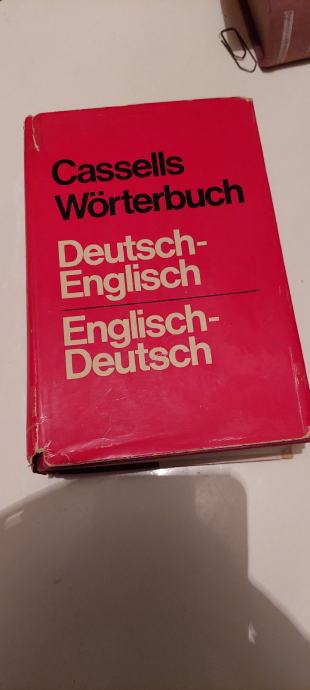 Cassells
Wörterbuch
Deutsch-
Englisch
Englisch-
Deutsch